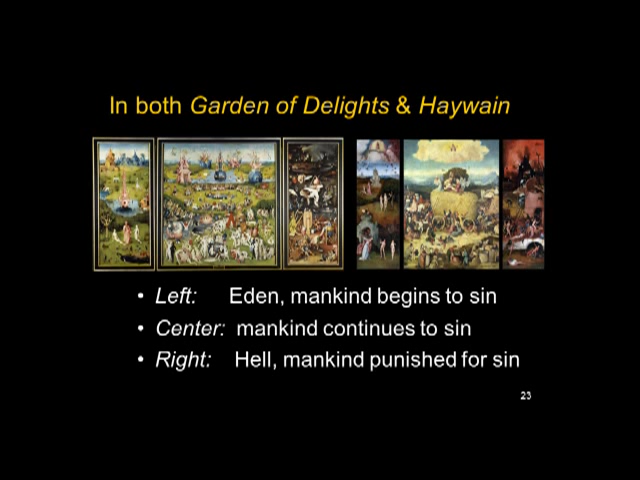 In both Garden of Delights & Haywain
• Left: Eden, mankind begins to sin
• Center: mankind continues to sin
• Right: Hell, mankind punished for sin
23